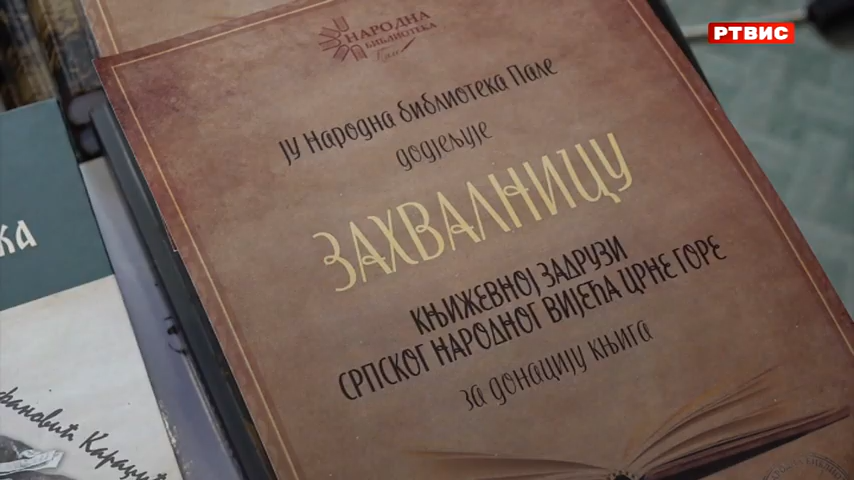 РТВИС
НАРОДНА
БИБЛИОТЕКА
ЈУ Народна библиотека Пале
додјељује
ЗАХВАЛНИЦУ
КЊИЖЕВНОЈ ЗАДРУЗИ
СРПСКОГ НАРОДНОГ ВИЈЕЋА ЦРНЕ ГОРЕ
за донацију књига